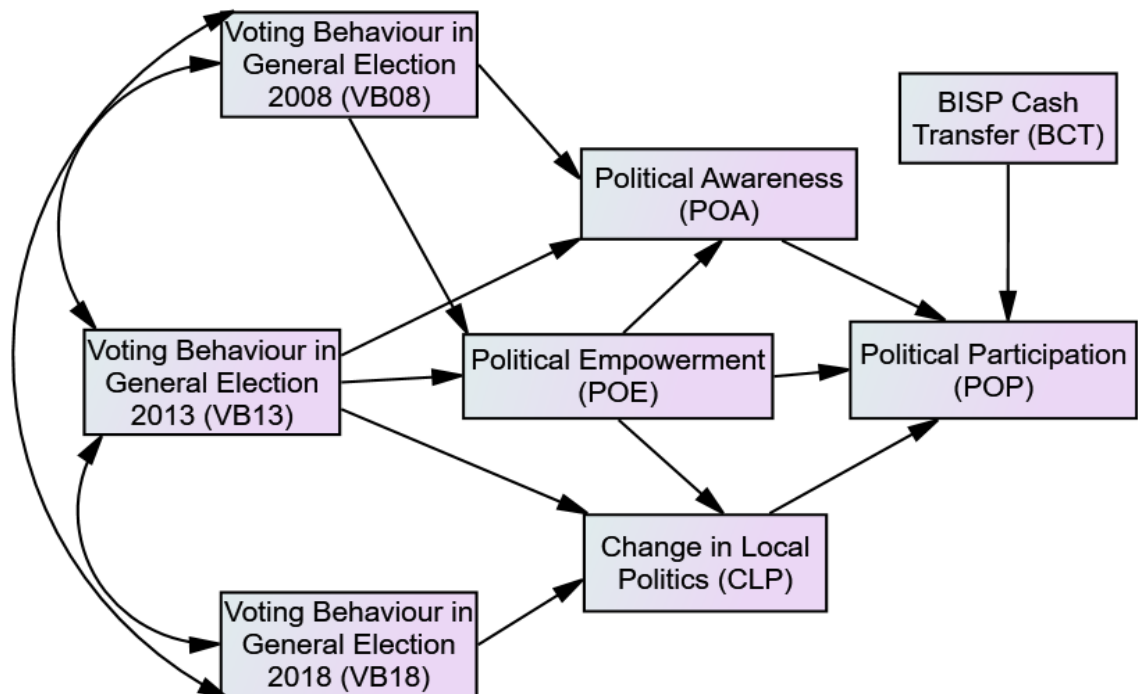 Voting Behaviour in
General Election
2008 (VB08)
BISP Cash
Transfer (BCT)
Political Awareness
(POA)
Voting Behaviour in
General Election
2013 (VB13)
Political Empowerment
(POE)
Political Participation
(POP)
Change in Local
Politics (CLP)
Voting Behaviour in
General Election
2018 (VB18)